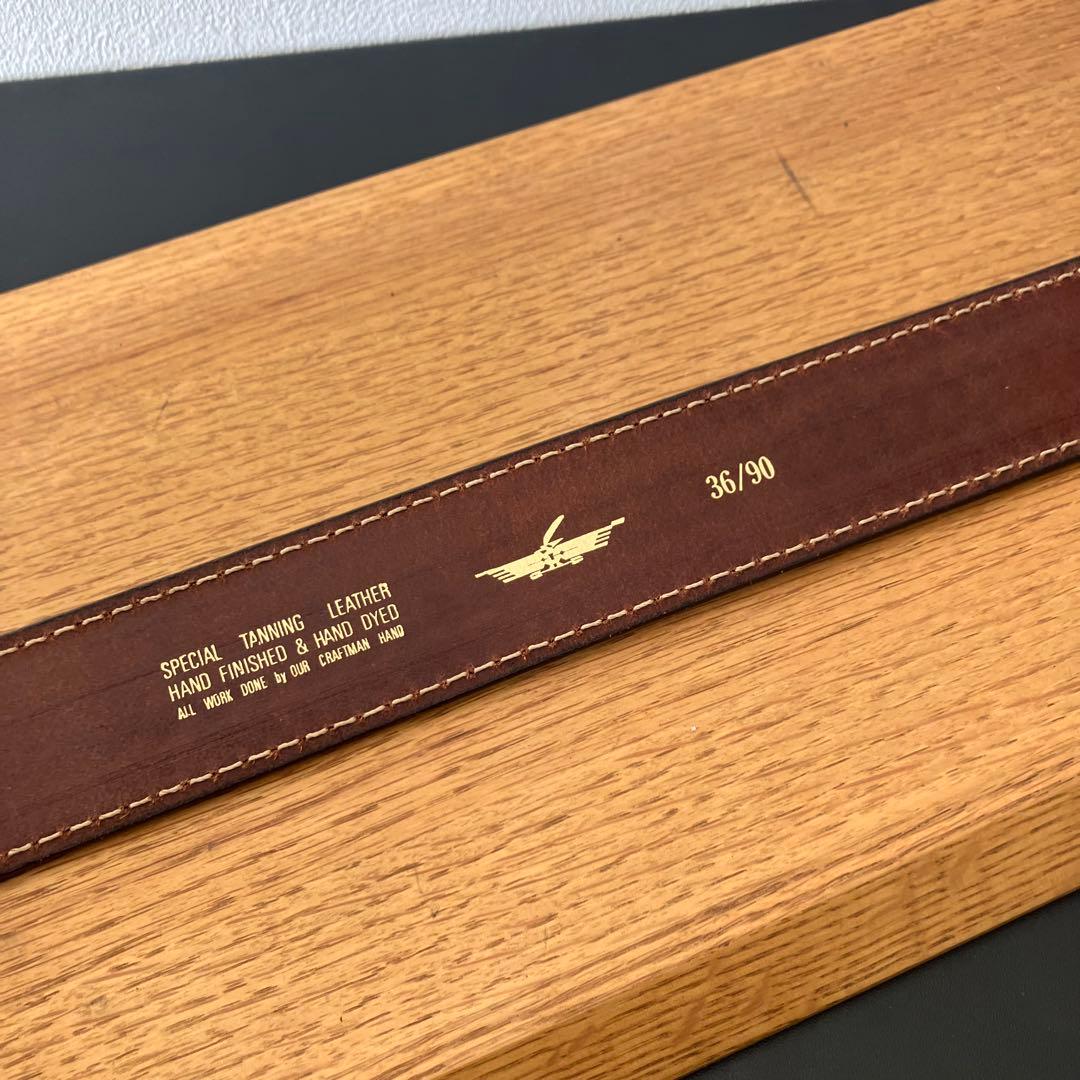 SPECIAL TANNING LEATHER
HAND FINISHED & HAND DYED
ALL WORK DONE by OUR CRAFTMAN HAND
36/90